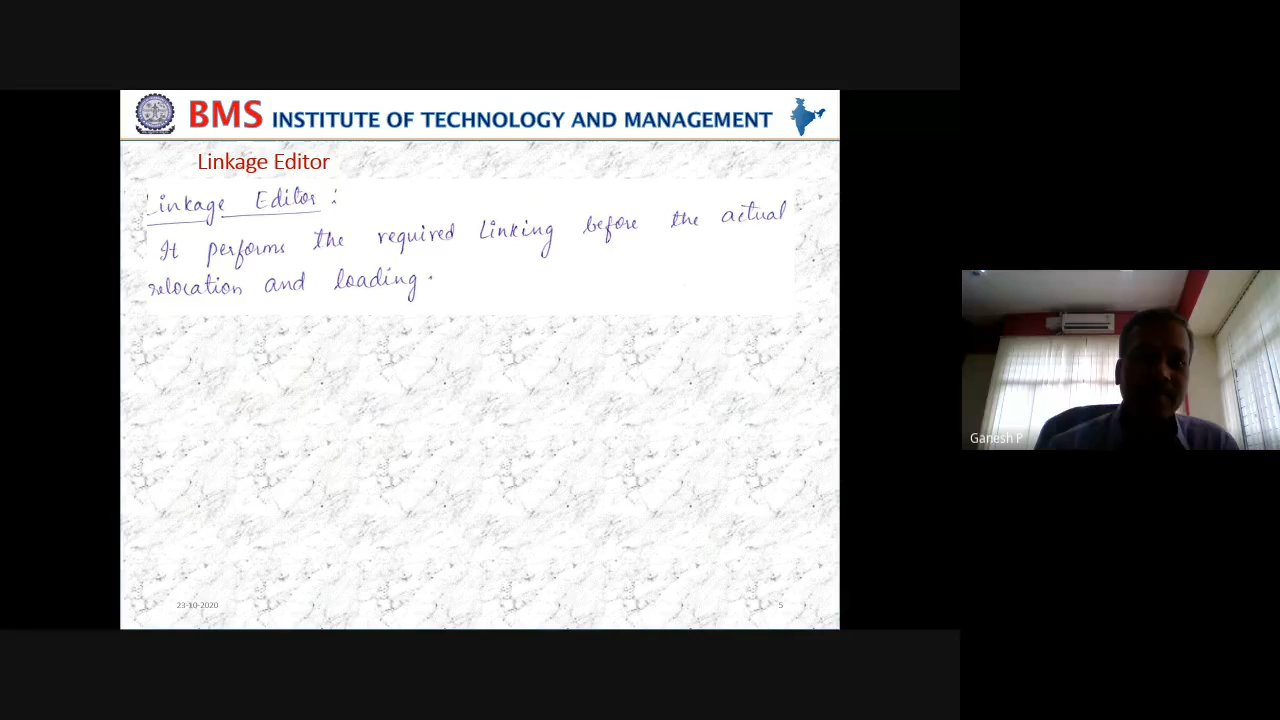 BMS INSTITUTE OF TECHNOLOGY AND MANAGEMENT
Linkage Editor
Linkage Editor :
It performs the required Linking before the actual
relocation and loading.
Ganesh P
23-10-2020
5